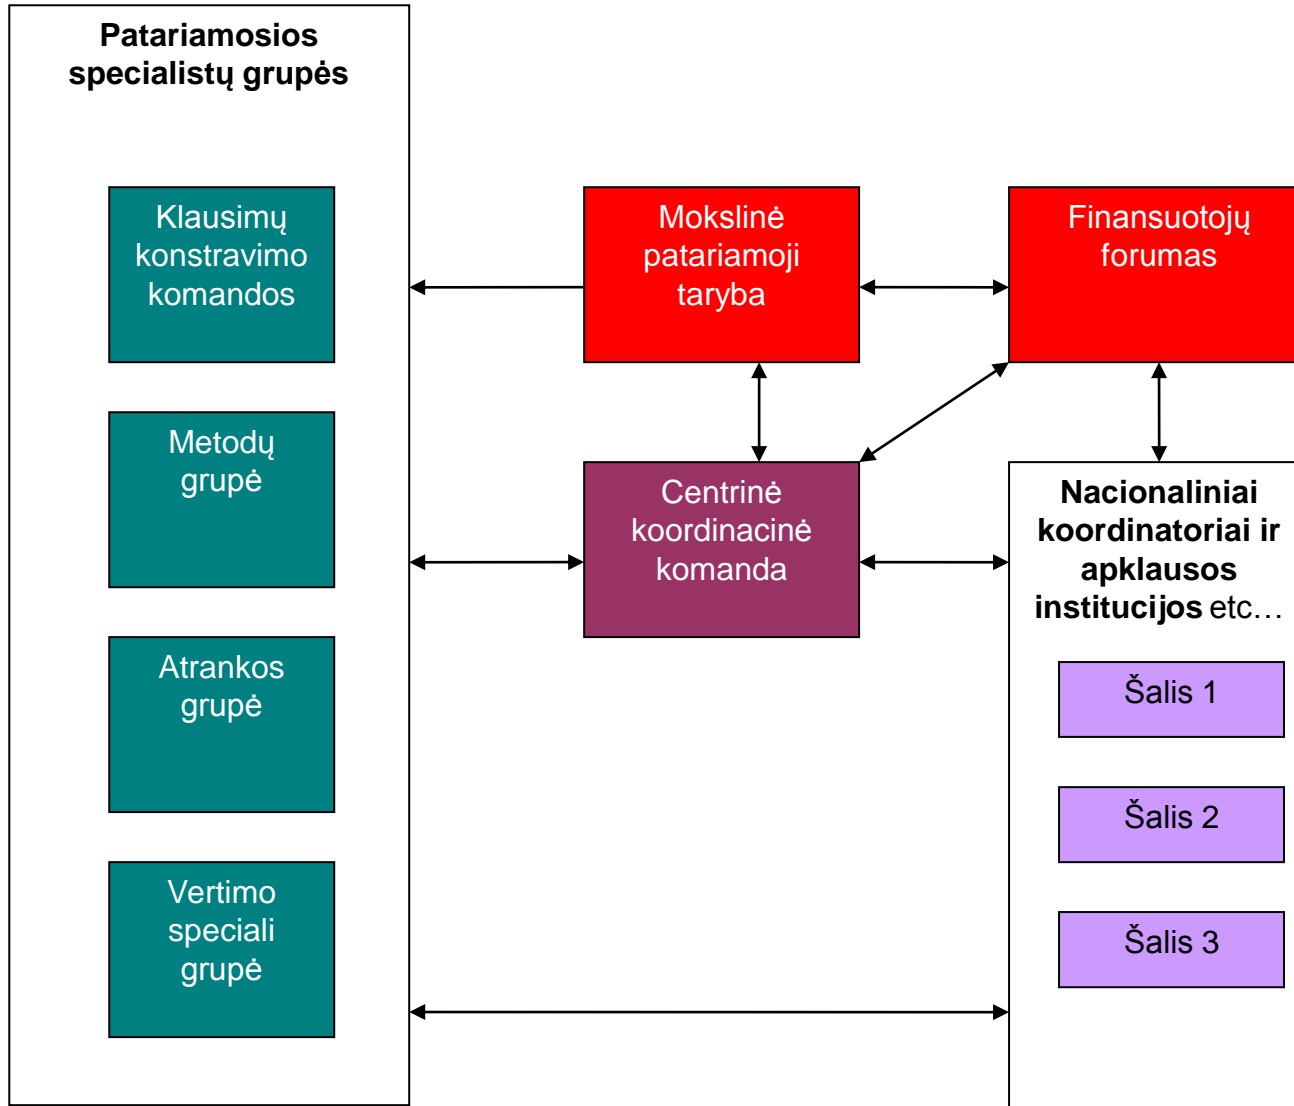 Patariamosios
specialistų grupės
Klausimų
konstravimo
komandos
Metodų
grupė
Atrankos
grupė
Vertimo
speciali
grupė
Mokslinė
patariamoji
taryba
Finansuotojų
forumas
Centrinė
koordinacinė
komanda
Nacionaliniai
koordinatoriai ir
apklausos
institucijos etc…
Šalis 1
Šalis 2
Šalis 3